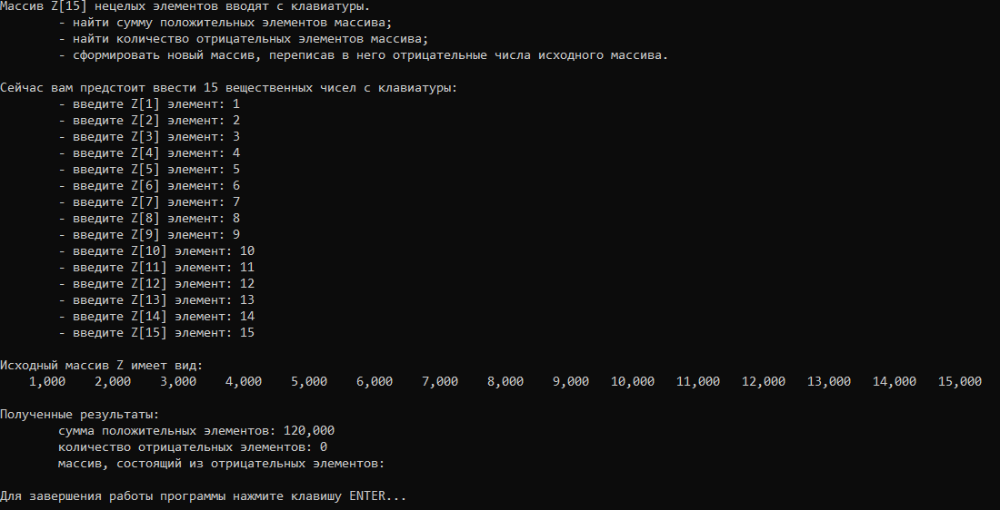 Массив Z[15] нецелых элементов вводят с клавиатуры.
- найти сумму положительных элементов массива;
- найти количество отрицательных элементов массива;
- сформировать новый массив, переписав в него отрицательные числа исходного массива.
Сейчас вам предстоит ввести 15 вещественных чисел с клавиатуры:
- введите Z[1] элемент: 1
- введите Z[2] элемент: 2
- введите Z[3] элемент: 3
- введите Z[4] элемент: 4
- введите Z[5] элемент: 5
- введите Z[6] элемент: 6
- введите Z[7] элемент: 7
- введите Z[8] элемент: 8
- введите Z[9] элемент: 9
- введите Z[10] элемент: 10
- введите Z[11] элемент: 11
- введите Z[12] элемент: 12
- введите Z[13] элемент: 13
- введите Z[14] элемент: 14
- введите Z[15] элемент: 15
Исходный массив Z имеет вид:
1,000 2,000 3,000 4,000 5,000 6,000 7,000 8,000 9,000 10,000 11,000 12,000 13,000 14,000 15,000
Полученные результаты:
сумма положительных элементов: 120,000
количество отрицательных элементов: 0
массив, состоящий из отрицательных элементов:
Для завершения работы программы нажмите клавишу ENTER...